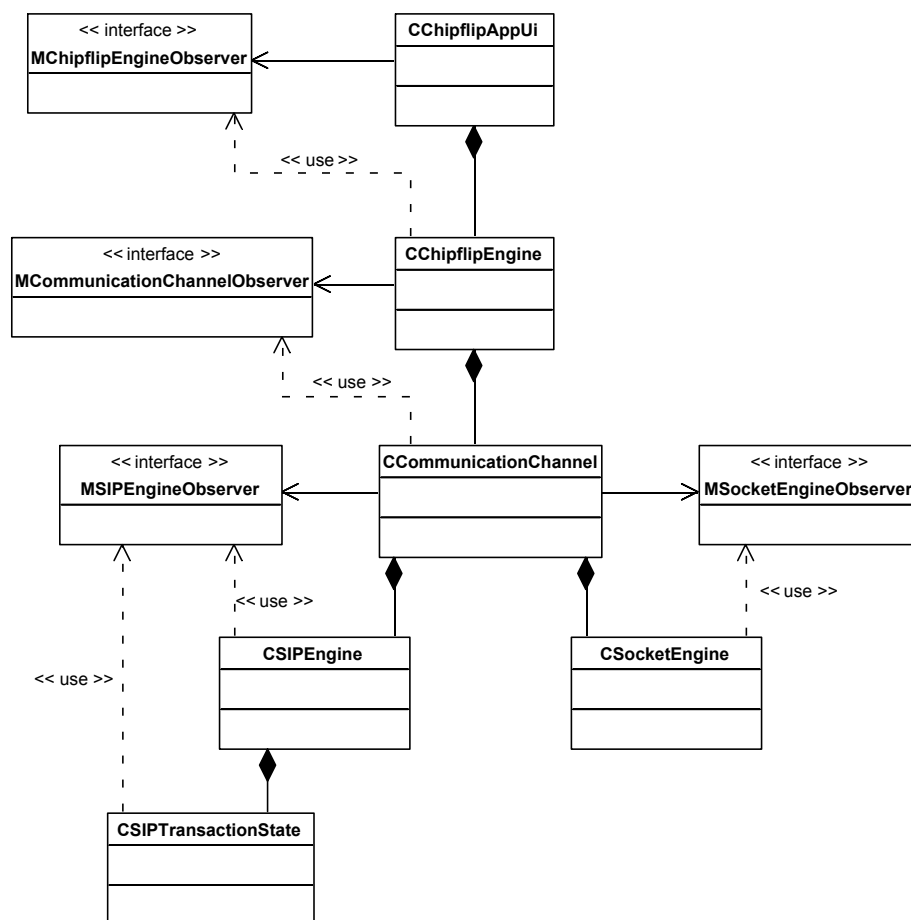 << interface >>
MChipflipEngineObserver
CChipflipAppUi
<< use >>
<< interface >>
MCommunicationChannelObserver
CChipflipEngine
<< use >>
<< interface >>
MSIPEngineObserver
CCommunicationChannel
<< interface >>
MSocketEngineObserver
<< use >>
<< use >>
<< use >>
CSIPEngine
CSocketEngine
CSIPTransactionState